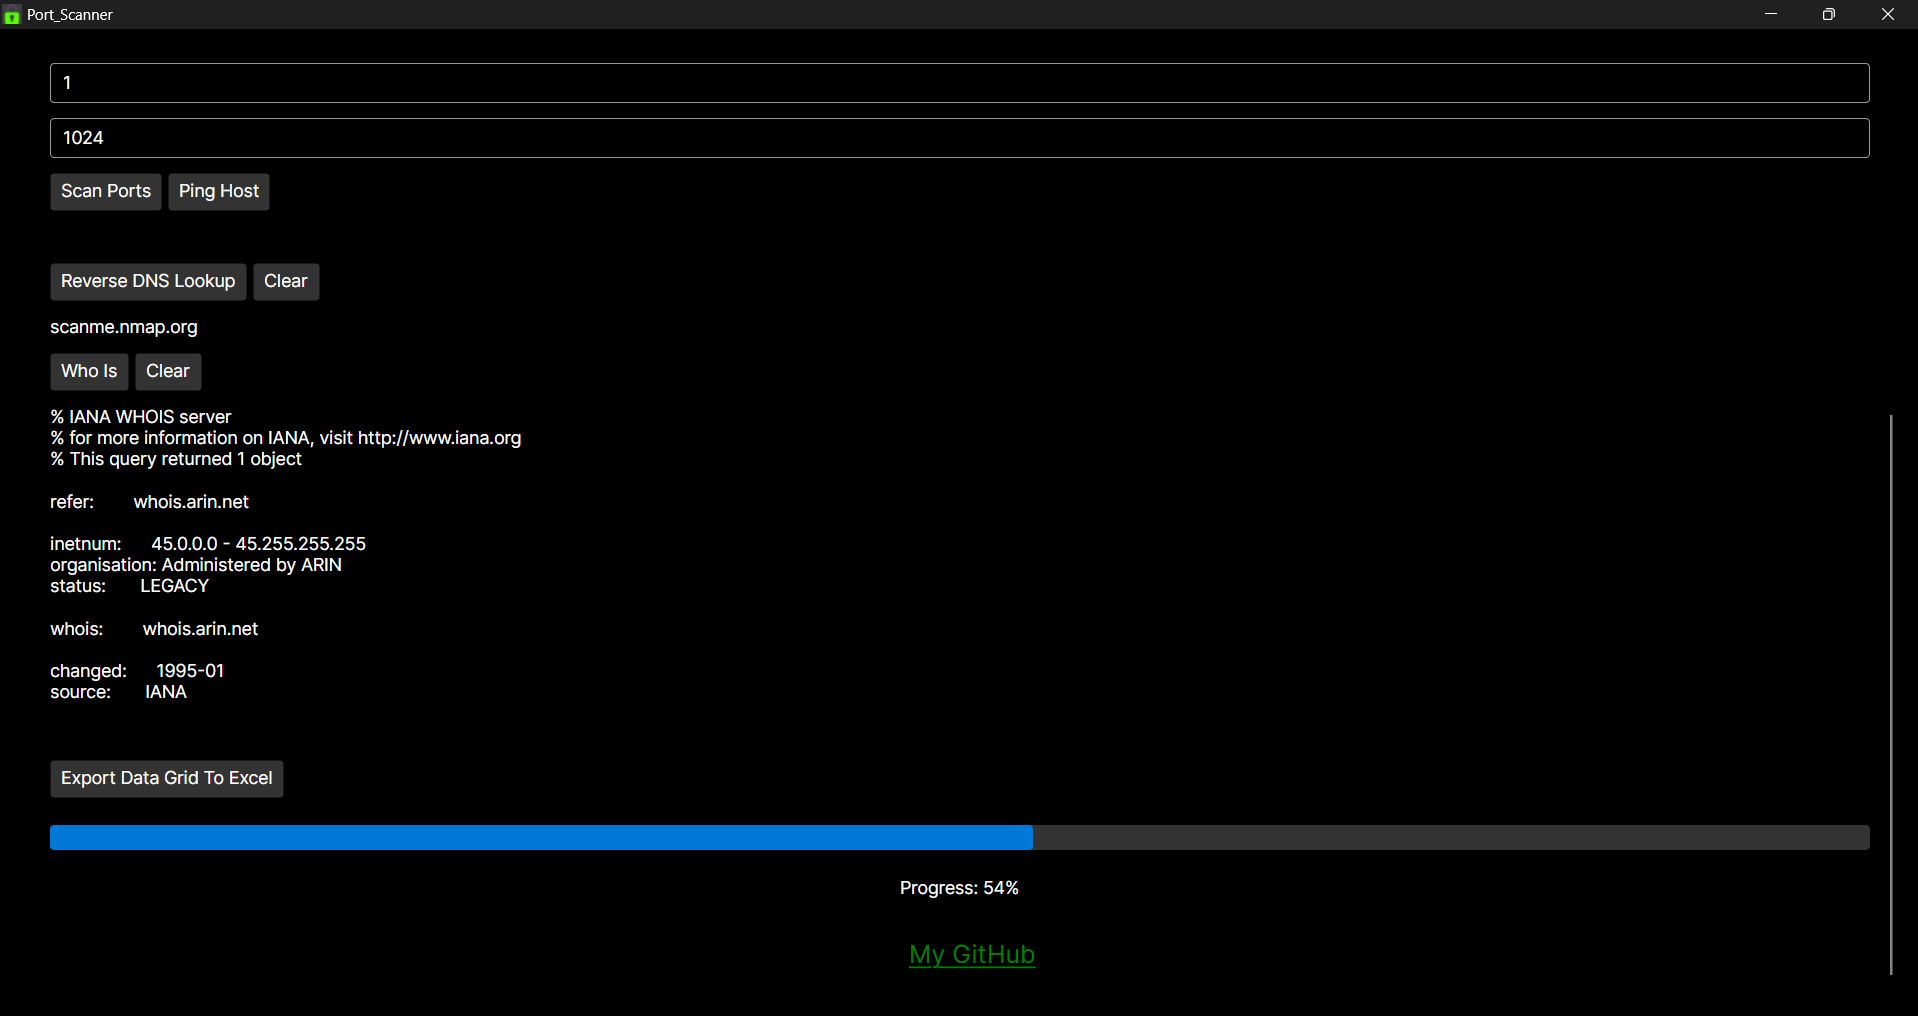 Port_Scanner
1
1024
Scan Ports Ping Host
Reverse DNS Lookup Clear
scanme.nmap.org
Who Is Clear
% IANA WHOIS server
% for more information on IANA, visit http://www.iana.org
% This query returned 1 object
refer: whois.arin.net
inetnum: 45.0.0.0 - 45.255.255.255
organisation: Administered by ARIN
status: LEGACY
whois: whois.arin.net
changed: 1995-01
source: IANA
Export Data Grid To Excel
Progress: 54%
My GitHub